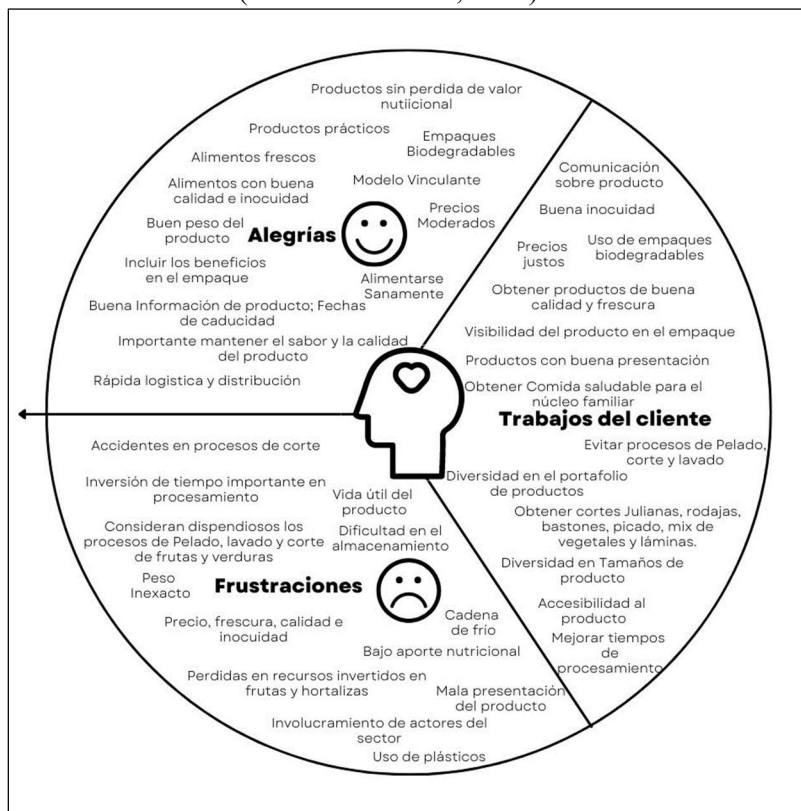 Productos sin perdida de valor
nutiicional
Productos prácticos
Empaques
Biodegradables
Alimentos frescos
Alimentos con buena
calidad e inocuidad
Modelo Vinculante
Precios
Moderados
Buen peso del
producto
Alegrías
Incluir los beneficios
en el empaque
Alimentarse
Sanamente
Buena Información de producto; Fechas
de caducidad
Importante mantener el sabor y la calidad
del producto
Rápida logistica y distribución
Comunicación
sobre producto
Buena inocuidad
Precios
justos
Uso de empaques
biodegradables
Obtener productos de buena
calidad y frescura
Visibilidad del producto en el empaque
Productos con buena presentación
Obtener Comida saludable para el
núcleo familiar
Trabajos del cliente
Evitar procesos de Pelado,
corte y lavado
Diversidad en el portafolio
de productos
Obtener cortes Julianas, rodajas,
bastones, picado, mix de
vegetales y láminas.
Diversidad en Tamaños de
producto
Accesibilidad al
producto
Mejorar tiempos
de
procesamiento
Accidentes en procesos de corte
Inversión de tiempo importante en
procesamiento
Vida útil del
producto
Consideran dispendiosos los
procesos de Pelado, lavado y corte
de frutas y verduras
Dificultad en el
almacenamiento
Peso
Inexacto
Frustraciones
Precio, frescura, calidad e
inocuidad
Cadena
de frío
Bajo aporte nutricional
Perdidas en recursos invertidos en
frutas y hortalizas
Mala presentación
del producto
Involucramiento de actores del
sector
Uso de plásticos